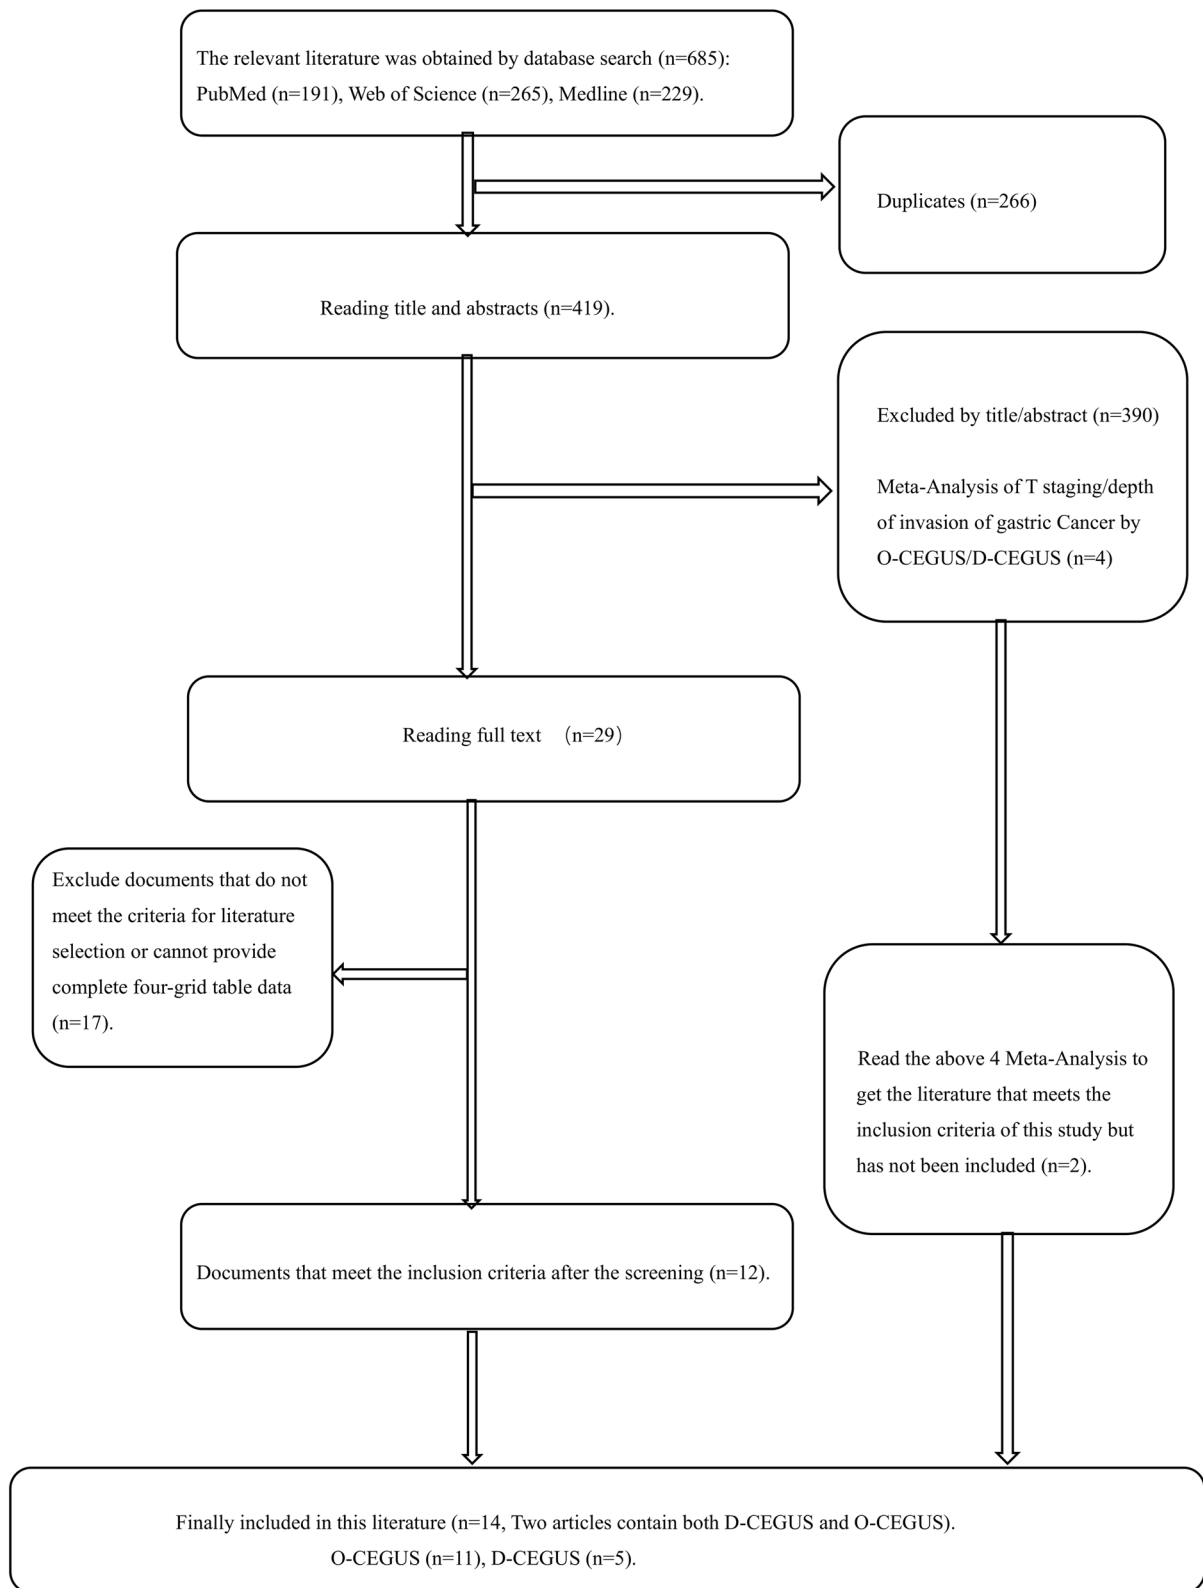 The relevant literature was obtained by database search (n=685):
PubMed (n=191), Web of Science (n=265), Medline (n=229).
Duplicates (n=266)
Reading title and abstracts (n=419).
Excluded by title/abstract (n=390)
Meta-Analysis of T staging/depth
of invasion of gastric Cancer by
O-CEGUS/D-CEGUS (n=4)
Reading full text （n=29）
Exclude documents that do not
meet the criteria for literature
selection or cannot provide
complete four-grid table data
(n=17).
Read the above 4 Meta-Analysis to
get the literature that meets the
inclusion criteria of this study but
has not been included (n=2).
Documents that meet the inclusion criteria after the screening (n=12).
Finally included in this literature (n=14, Two articles contain both D-CEGUS and O-CEGUS).
O-CEGUS (n=11), D-CEGUS (n=5).